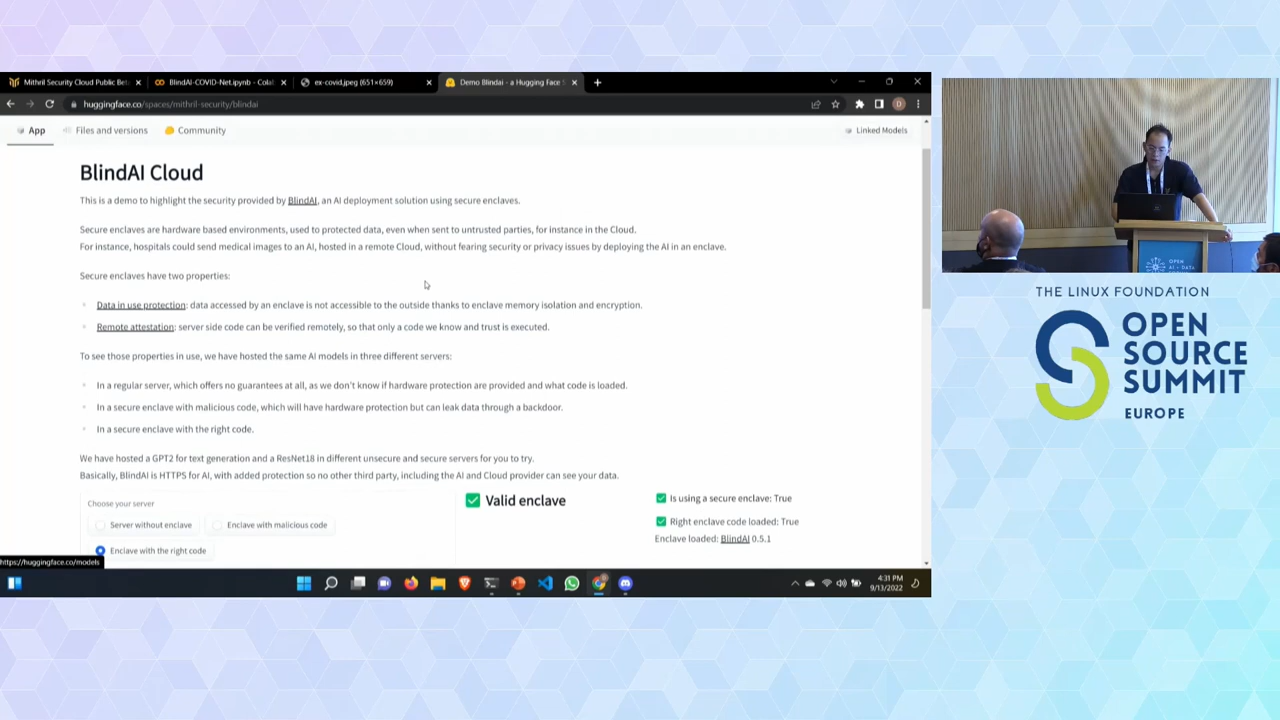 Mithril Security Cloud Public Bet
BlindAI-COVID-Net.ipynb - Colab
ex-covid.jpeg (651×659)
Demo Blindai - a Hugging Face S
huggingface.co/spaces/mithril-security/blindai
App
Files and versions
Community
Linked Models
BlindAI Cloud
This is a demo to highlight the security provided by BlindAI, an AI deployment solution using secure enclaves.
Secure enclaves are hardware based environments, used to protected data, even when sent to untrusted parties, for instance in the Cloud.
For instance, hospitals could send medical images to an AI, hosted in a remote Cloud, without fearing security or privacy issues by deploying the AI in an enclave.
Secure enclaves have two properties:
Data in use protection: data accessed by an enclave is not accessible to the outside thanks to enclave memory isolation and encryption.
Remote attestation: server side code can be verified remotely, so that only a code we know and trust is executed.
To see those properties in use, we have hosted the same AI models in three different servers:
In a regular server, which offers no guarantees at all, as we don't know if hardware protection are provided and what code is loaded.
In a secure enclave with malicious code, which will have hardware protection but can leak data through a backdoor.
In a secure enclave with the right code.
We have hosted a GPT2 for text generation and a ResNet18 in different unsecure and secure servers for you to try.
Basically, BlindAI is HTTPS for AI, with added protection so no other third party, including the AI and Cloud provider can see your data.
Choose your server
Server without enclave
Enclave with malicious code
Enclave with the right code
Valid enclave
Is using a secure enclave: True
Right enclave code loaded: True
Enclave loaded: BlindAI 0.5.1
https://huggingface.co/models
4:31 PM
9/13/2022
OPEN
AI + DATA
THE LINUX FOUNDATION
OPEN
SOURCE
SUMMIT
EUROPE